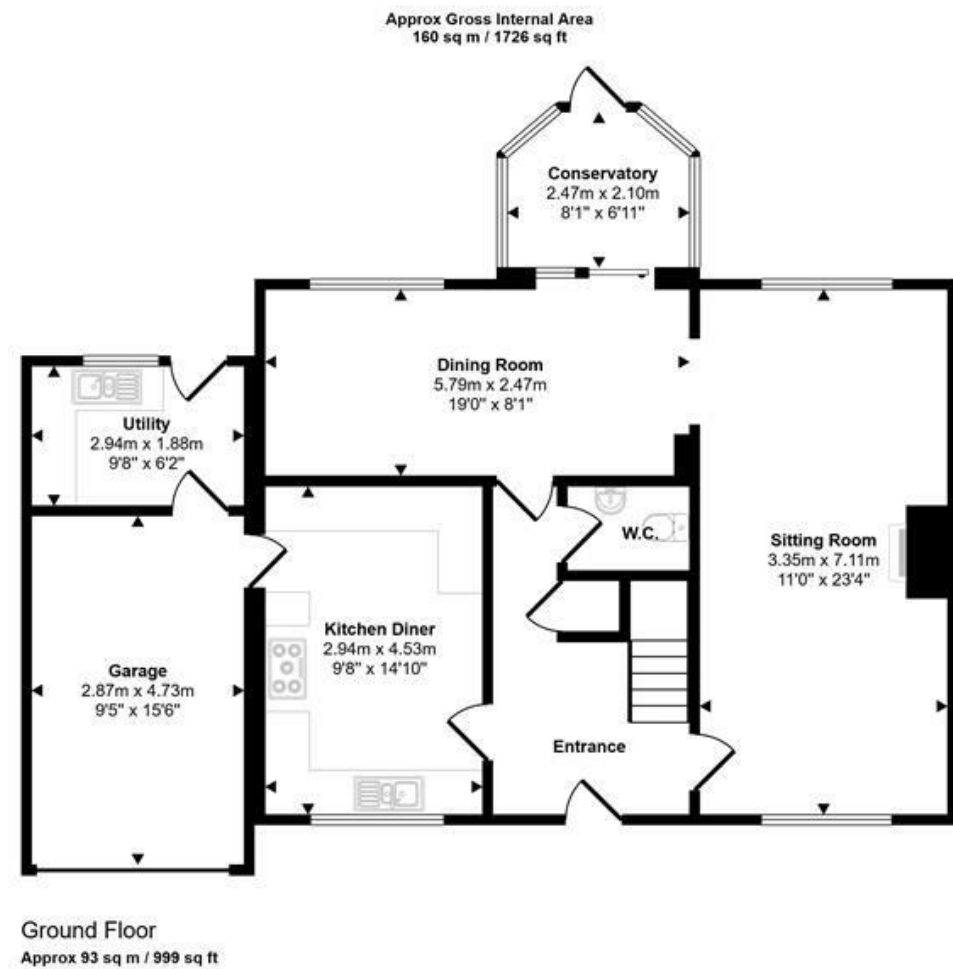 Approx Gross Internal Area
160 sq m / 1726 sq ft
Conservatory
2.47m x 2.10m
8'1" x 6'11"
Dining Room
5.79m x 2.47m
19'0" x 8'1"
Utility
2.94m x 1.88m
9'8" x 6'2"
W.C.
Sitting Room
3.35m x 7.11m
11'0" x 23'4"
Kitchen Diner
2.94m x 4.53m
9'8" x 14'10"
Garage
2.87m x 4.73m
9'5" x 15'6"
Entrance
Ground Floor
Approx 93 sq m / 999 sq ft